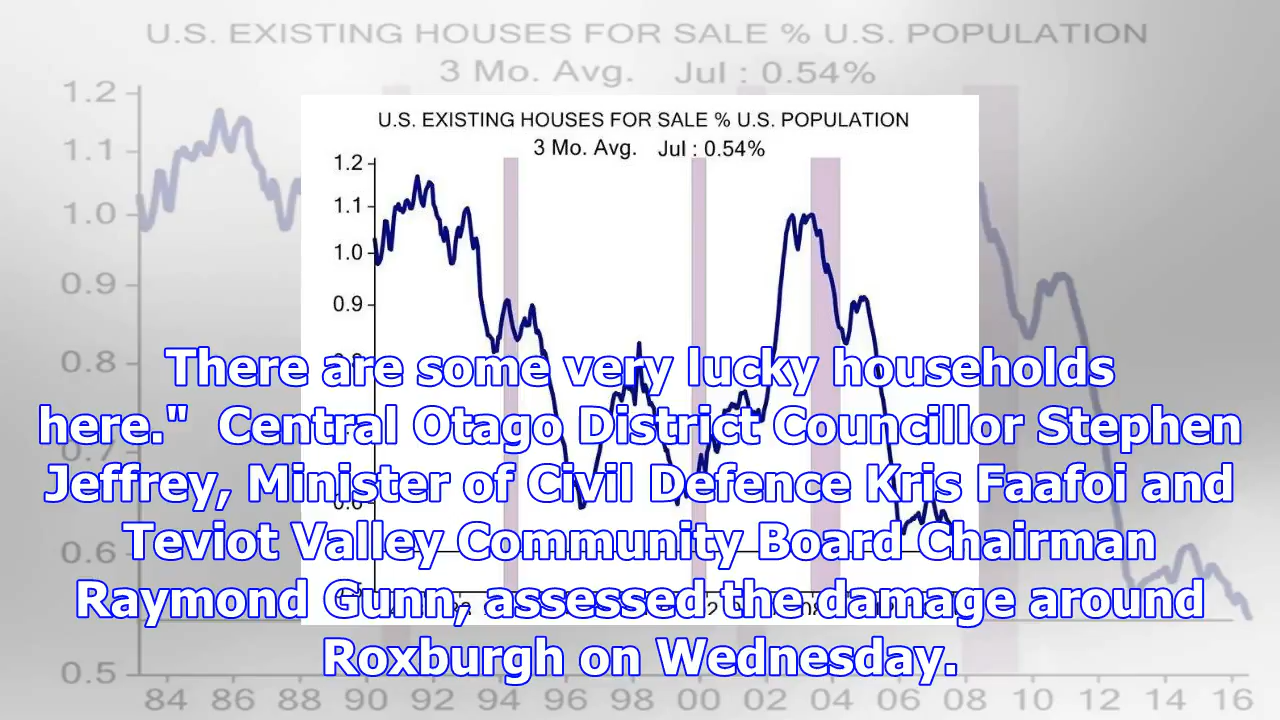 U.S. EXISTING HOUSES FOR SALE % U.S. POPULATION
3 Mo. Avg. Jul : 0.54%
U.S. EXISTING HOUSES FOR SALE % U.S. POPULATION
3 Mo. Avg. Jul : 0.54%
1.2
1.1
1.0
0.9
0.8
0.7
0.6
0.5
1.2
1.1
1.0
0.9
There are some very lucky households
here." Central Otago District Councillor Stephen
Jeffrey, Minister of Civil Defence Kris Faafoi and
Teviot Valley Community Board Chairman
Raymond Gunn, assessed the damage around
Roxburgh on Wednesday.
84 86 88 90 92 94 96 98 00 02 04 06 08 10 12 14 16